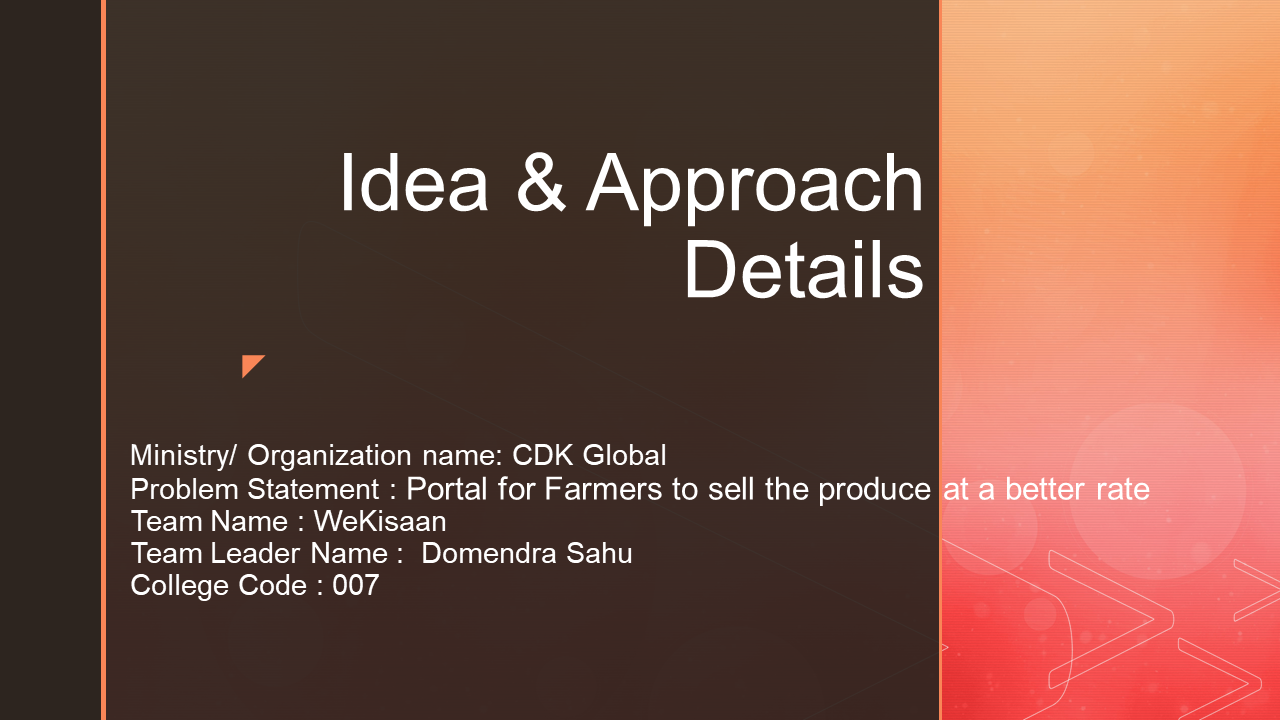 Idea & Approach
Details
Ministry/ Organization name: CDK Global
Problem Statement : Portal for Farmers to sell the produce at a better rate
Team Name : WeKisaan
Team Leader Name :  Domendra Sahu
College Code : 007